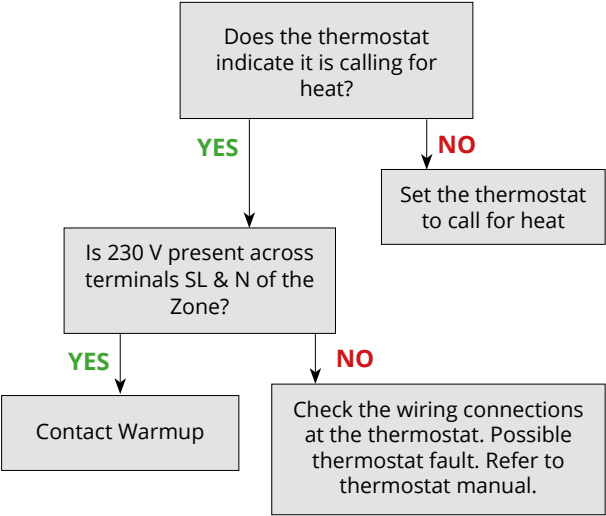 Does the thermostat
indicate it is calling for
heat?
YES
NO
Set the thermostat
to call for heat
Is 230 V present across
terminals SL & N of the
Zone?
YES
NO
Contact Warmup
Check the wiring connections
at the thermostat. Possible
thermostat fault. Refer to
thermostat manual.